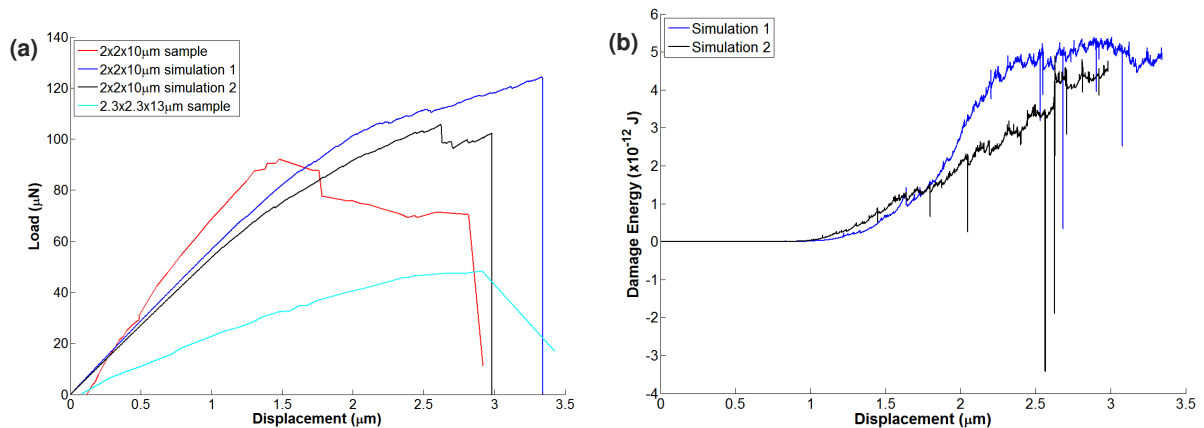 (a)
140
120
100
80
60
40
20
0
Load (μN)
0
0.5
1
1.5
2
2.5
3
3.5
Displacement (μm)
2x2x10μm sample
2x2x10μm simulation 1
2x2x10μm simulation 2
2.3x2.3x13μm sample
(b)
6
5
4
3
2
1
0
-1
-2
-3
-4
Damage Energy (x10⁻¹² J)
0
0.5
1
1.5
2
2.5
3
3.5
Displacement (μm)
Simulation 1
Simulation 2